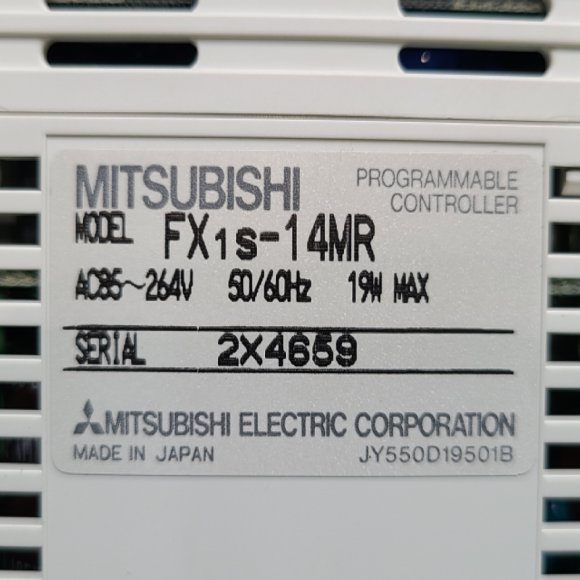 MITSUBISHI
PROGRAMMABLE
CONTROLLER
MODEL FX1s-14MR
AC85~264V 50/60Hz 19W MAX
SERIAL 2X4659
MITSUBISHI ELECTRIC CORPORATION
MADE IN JAPAN JY550D19501B